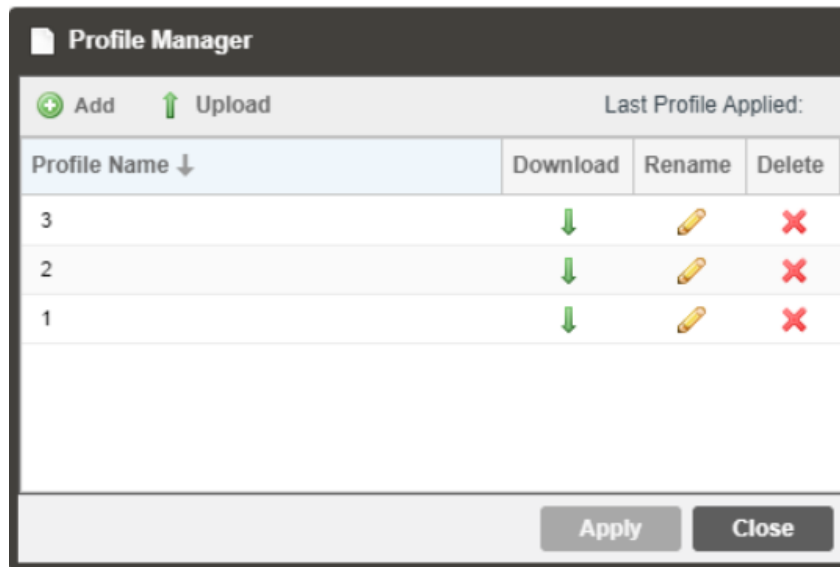 Profile Manager
Add Upload Last Profile Applied:
Profile Name Download Rename Delete
3
2
1
Apply Close